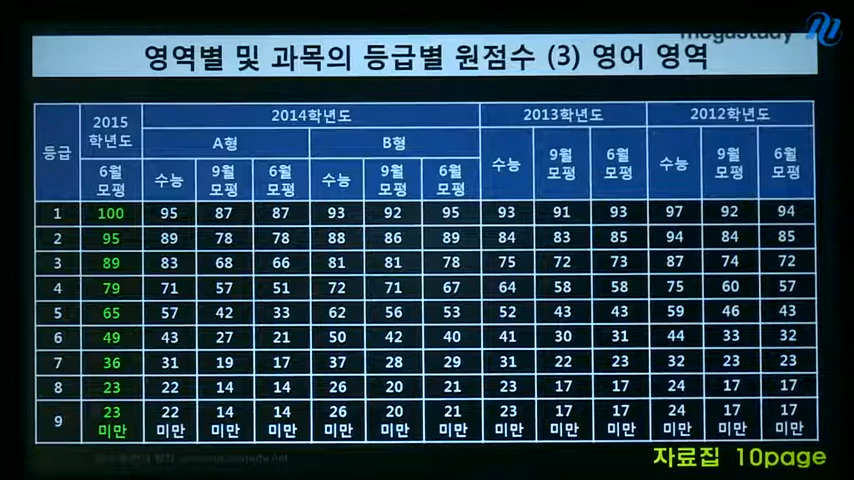 megastudy
영역별 및 과목의 등급별 원점수 (3) 영어 영역
등급 2015 학년도 2014학년도 2013학년도 2012학년도
A형 B형
6월 모평 수능 9월 모평 6월 모평 수능 9월 모평 6월 모평 수능 9월 모평 6월 모평 수능 9월 모평 6월 모평
1 100 95 87 87 93 92 95 93 91 93 97 92 94
2 95 89 78 78 88 86 89 84 83 85 94 84 85
3 89 83 68 66 81 81 78 75 72 73 87 74 72
4 79 71 57 51 72 71 67 64 58 58 75 60 57
5 65 57 42 33 62 56 53 52 43 43 59 46 43
6 49 43 27 21 50 42 40 41 30 31 44 33 32
7 36 31 19 17 37 28 29 31 22 23 32 23 23
8 23 22 14 14 26 20 21 23 17 17 24 17 17
9 23 미만 22 미만 14 미만 14 미만 26 미만 20 미만 21 미만 23 미만 17 미만 17 미만 24 미만 17 미만 17 미만
자료집 10page